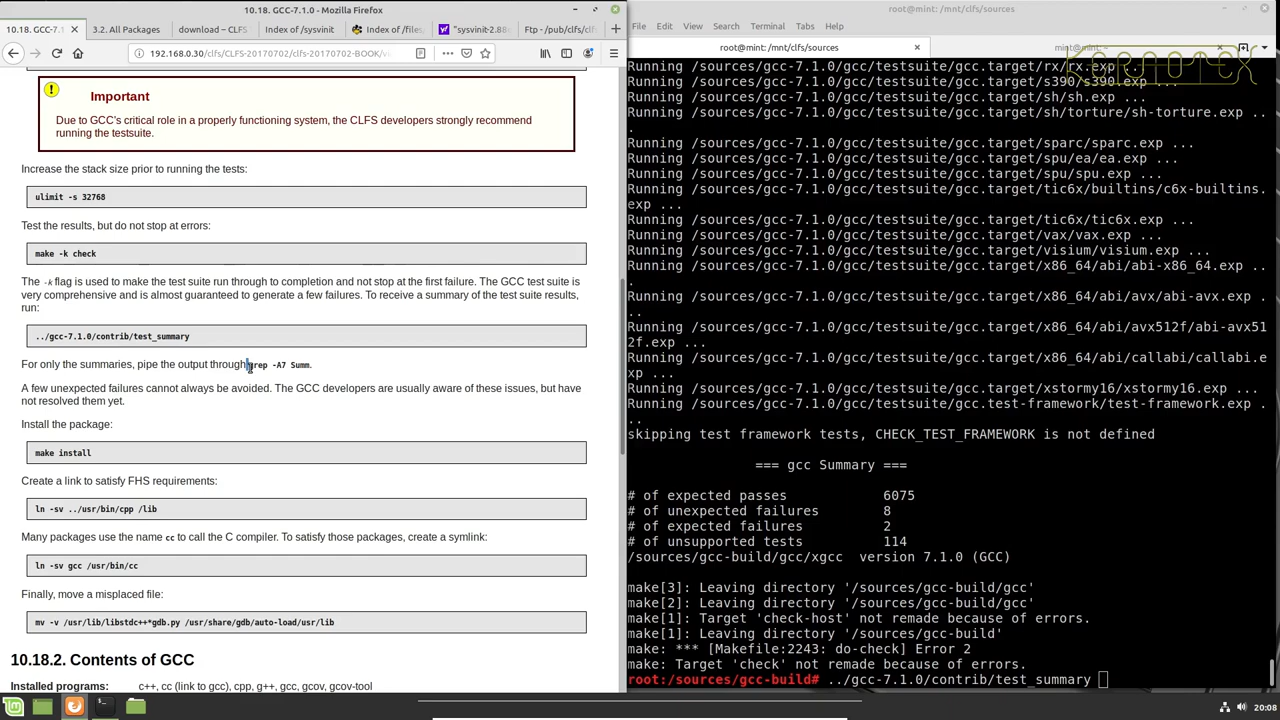 10.18. GCC-7.1.0 - Mozilla Firefox
10.18. GCC-7.1.
3.2. All Packages
download – CLFS
Index of /sysvinit
Index of /files/
"sysvinit-2.88d
Ftp - /pub/clfs/c
192.168.0.30/clfs/CLFS-20170702/clfs-20170702-BOOK/v
Important
Due to GCC's critical role in a properly functioning system, the CLFS developers strongly recommend
running the testsuite.
Increase the stack size prior to running the tests:
ulimit -s 32768
Test the results, but do not stop at errors:
make -k check
The -k flag is used to make the test suite run through to completion and not stop at the first failure. The GCC test suite is
very comprehensive and is almost guaranteed to generate a few failures. To receive a summary of the test suite results,
run:
../gcc-7.1.0/contrib/test_summary
For only the summaries, pipe the output through grep -A7 Summ.
A few unexpected failures cannot always be avoided. The GCC developers are usually aware of these issues, but have
not resolved them yet.
Install the package:
make install
Create a link to satisfy FHS requirements:
ln -sv ../usr/bin/cpp /lib
Many packages use the name cc to call the C compiler. To satisfy those packages, create a symlink:
ln -sv gcc /usr/bin/cc
Finally, move a misplaced file:
mv -v /usr/lib/libstdc++*gdb.py /usr/share/gdb/auto-load/usr/lib
10.18.2. Contents of GCC
Installed programs: c++, cc (link to gcc), cpp, g++, gcc, gcov, gcov-tool
root@mint: /mnt/clfs/sources
File Edit View Search Terminal Tabs Help
root@mint: /mnt/clfs/sources
root@mint: ~
KERNOTEX
Running /sources/gcc-7.1.0/gcc/testsuite/gcc.target/rx/rx.exp ...
Running /sources/gcc-7.1.0/gcc/testsuite/gcc.target/s390/s390.exp ...
Running /sources/gcc-7.1.0/gcc/testsuite/gcc.target/sh/sh.exp ...
Running /sources/gcc-7.1.0/gcc/testsuite/gcc.target/sh/torture/sh-torture.exp ..
.
Running /sources/gcc-7.1.0/gcc/testsuite/gcc.target/sparc/sparc.exp ...
Running /sources/gcc-7.1.0/gcc/testsuite/gcc.target/spu/ea/ea.exp ...
Running /sources/gcc-7.1.0/gcc/testsuite/gcc.target/spu/spu.exp ...
Running /sources/gcc-7.1.0/gcc/testsuite/gcc.target/tic6x/builtins/c6x-builtins.
exp ...
Running /sources/gcc-7.1.0/gcc/testsuite/gcc.target/tic6x/tic6x.exp ...
Running /sources/gcc-7.1.0/gcc/testsuite/gcc.target/vax/vax.exp ...
Running /sources/gcc-7.1.0/gcc/testsuite/gcc.target/visium/visium.exp ...
Running /sources/gcc-7.1.0/gcc/testsuite/gcc.target/x86_64/abi/abi-x86_64.exp ..
.
Running /sources/gcc-7.1.0/gcc/testsuite/gcc.target/x86_64/abi/avx/abi-avx.exp .
..
Running /sources/gcc-7.1.0/gcc/testsuite/gcc.target/x86_64/abi/avx512f/abi-avx51
2f.exp ...
Running /sources/gcc-7.1.0/gcc/testsuite/gcc.target/x86_64/abi/callabi/callabi.e
xp ...
Running /sources/gcc-7.1.0/gcc/testsuite/gcc.target/xstormy16/xstormy16.exp ...
Running /sources/gcc-7.1.0/gcc/testsuite/gcc.test-framework/test-framework.exp .
..
skipping test framework tests, CHECK_TEST_FRAMEWORK is not defined
=== gcc Summary ===
# of expected passes 6075
# of unexpected failures 8
# of expected failures 2
# of unsupported tests 114
/sources/gcc-build/gcc/xgcc version 7.1.0 (GCC)
make[3]: Leaving directory '/sources/gcc-build/gcc'
make[2]: Leaving directory '/sources/gcc-build/gcc'
make[1]: Target 'check-host' not remade because of errors.
make[1]: Leaving directory '/sources/gcc-build'
make: *** [Makefile:2243: do-check] Error 2
make: Target 'check' not remade because of errors.
root:/sources/gcc-build# ../gcc-7.1.0/contrib/test_summary
20:08